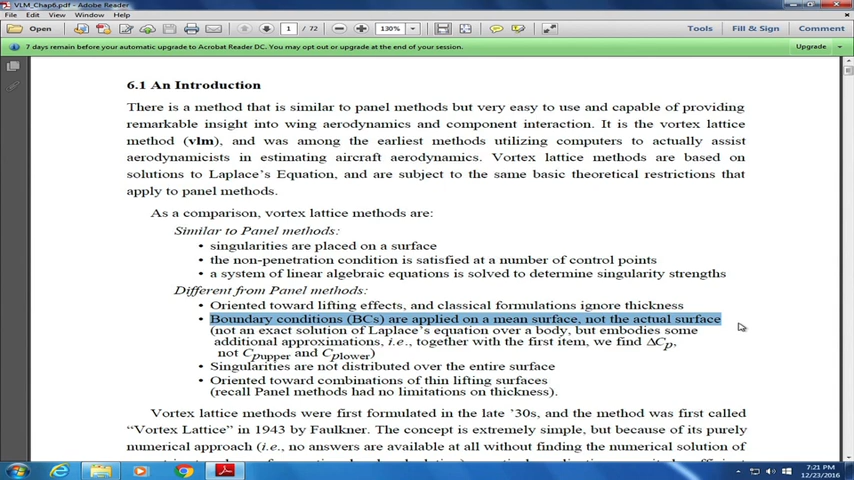 VLM_Chap6.pdf - Adobe Reader
File Edit View Window Help
Open 1 / 72 130% Tools Fill & Sign Comment
7 days remain before your automatic upgrade to Acrobat Reader DC. You may opt out or upgrade at the end of your session. Upgrade
6.1 An Introduction
There is a method that is similar to panel methods but very easy to use and capable of providing
remarkable insight into wing aerodynamics and component interaction. It is the vortex lattice
method (vlm), and was among the earliest methods utilizing computers to actually assist
aerodynamicists in estimating aircraft aerodynamics. Vortex lattice methods are based on
solutions to Laplace's Equation, and are subject to the same basic theoretical restrictions that
apply to panel methods.
As a comparison, vortex lattice methods are:
Similar to Panel methods:
• singularities are placed on a surface
• the non-penetration condition is satisfied at a number of control points
• a system of linear algebraic equations is solved to determine singularity strengths
Different from Panel methods:
• Oriented toward lifting effects, and classical formulations ignore thickness
• Boundary conditions (BCs) are applied on a mean surface, not the actual surface
(not an exact solution of Laplace's equation over a body, but embodies some
additional approximations, i.e., together with the first item, we find ΔCp,
not Cpupper and Cplower)
• Singularities are not distributed over the entire surface
• Oriented toward combinations of thin lifting surfaces
(recall Panel methods had no limitations on thickness).
Vortex lattice methods were first formulated in the late '30s, and the method was first called
"Vortex Lattice" in 1943 by Faulkner. The concept is extremely simple, but because of its purely
numerical approach (i.e., no answers are available at all without finding the numerical solution of
7:21 PM
12/23/2016